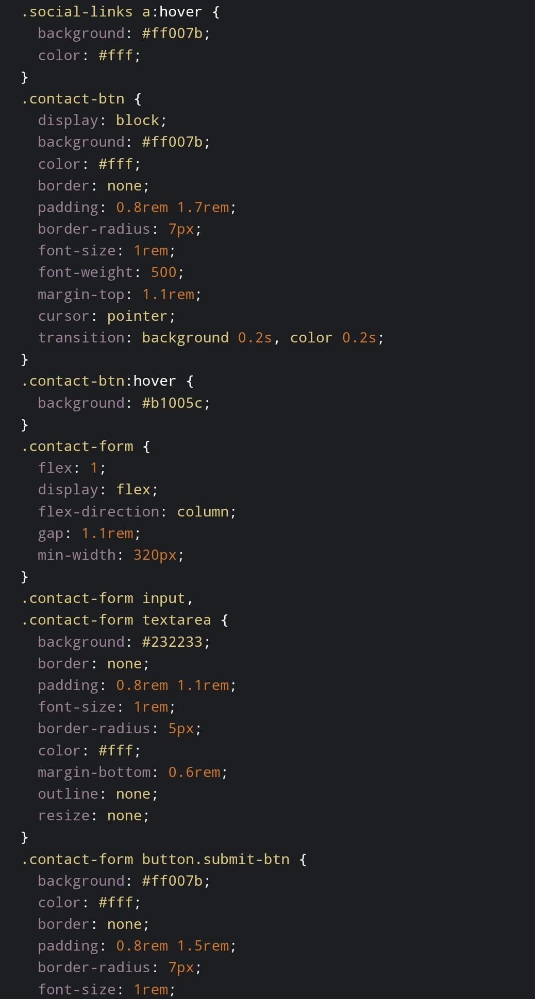 .social-links a:hover {
  background: #ff007b;
  color: #fff;
}
.contact-btn {
  display: block;
  background: #ff007b;
  color: #fff;
  border: none;
  padding: 0.8rem 1.7rem;
  border-radius: 7px;
  font-size: 1rem;
  font-weight: 500;
  margin-top: 1.1rem;
  cursor: pointer;
  transition: background 0.2s, color 0.2s;
}
.contact-btn:hover {
  background: #b1005c;
}
.contact-form {
  flex: 1;
  display: flex;
  flex-direction: column;
  gap: 1.1rem;
  min-width: 320px;
}
.contact-form input,
.contact-form textarea {
  background: #232233;
  border: none;
  padding: 0.8rem 1.1rem;
  font-size: 1rem;
  border-radius: 5px;
  color: #fff;
  margin-bottom: 0.6rem;
  outline: none;
  resize: none;
}
.contact-form button.submit-btn {
  background: #ff007b;
  color: #fff;
  border: none;
  padding: 0.8rem 1.5rem;
  border-radius: 7px;
  font-size: 1rem;